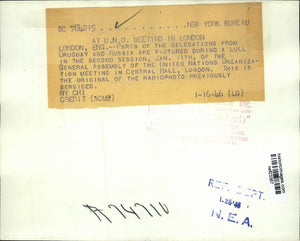 SC 784215 NEW YORK BUREAU
AT U.N.O. MEETING IN LONDON
LONDON, ENG.--PARTS OF THE DELEGATIONS FROM
URUGUAY AND RUSSIA ARE PICTURED DURING A LULL
IN THE SECOND SESSION, JAN. 11TH, OF THE
GENERAL ASSEMBLY OF THE UNITED NATIONS ORGANIZA-
TION MEETING IN CENTRAL HALL, LONDON. THIS IS
THE ORIGINAL OF THE RADIOPHOTO PREVIOUSLY
SERVICED.
NY CHI
CREDIT (ACME) 1-16-46 (LG)
REF. DEPT.
N. E. A.
R74710